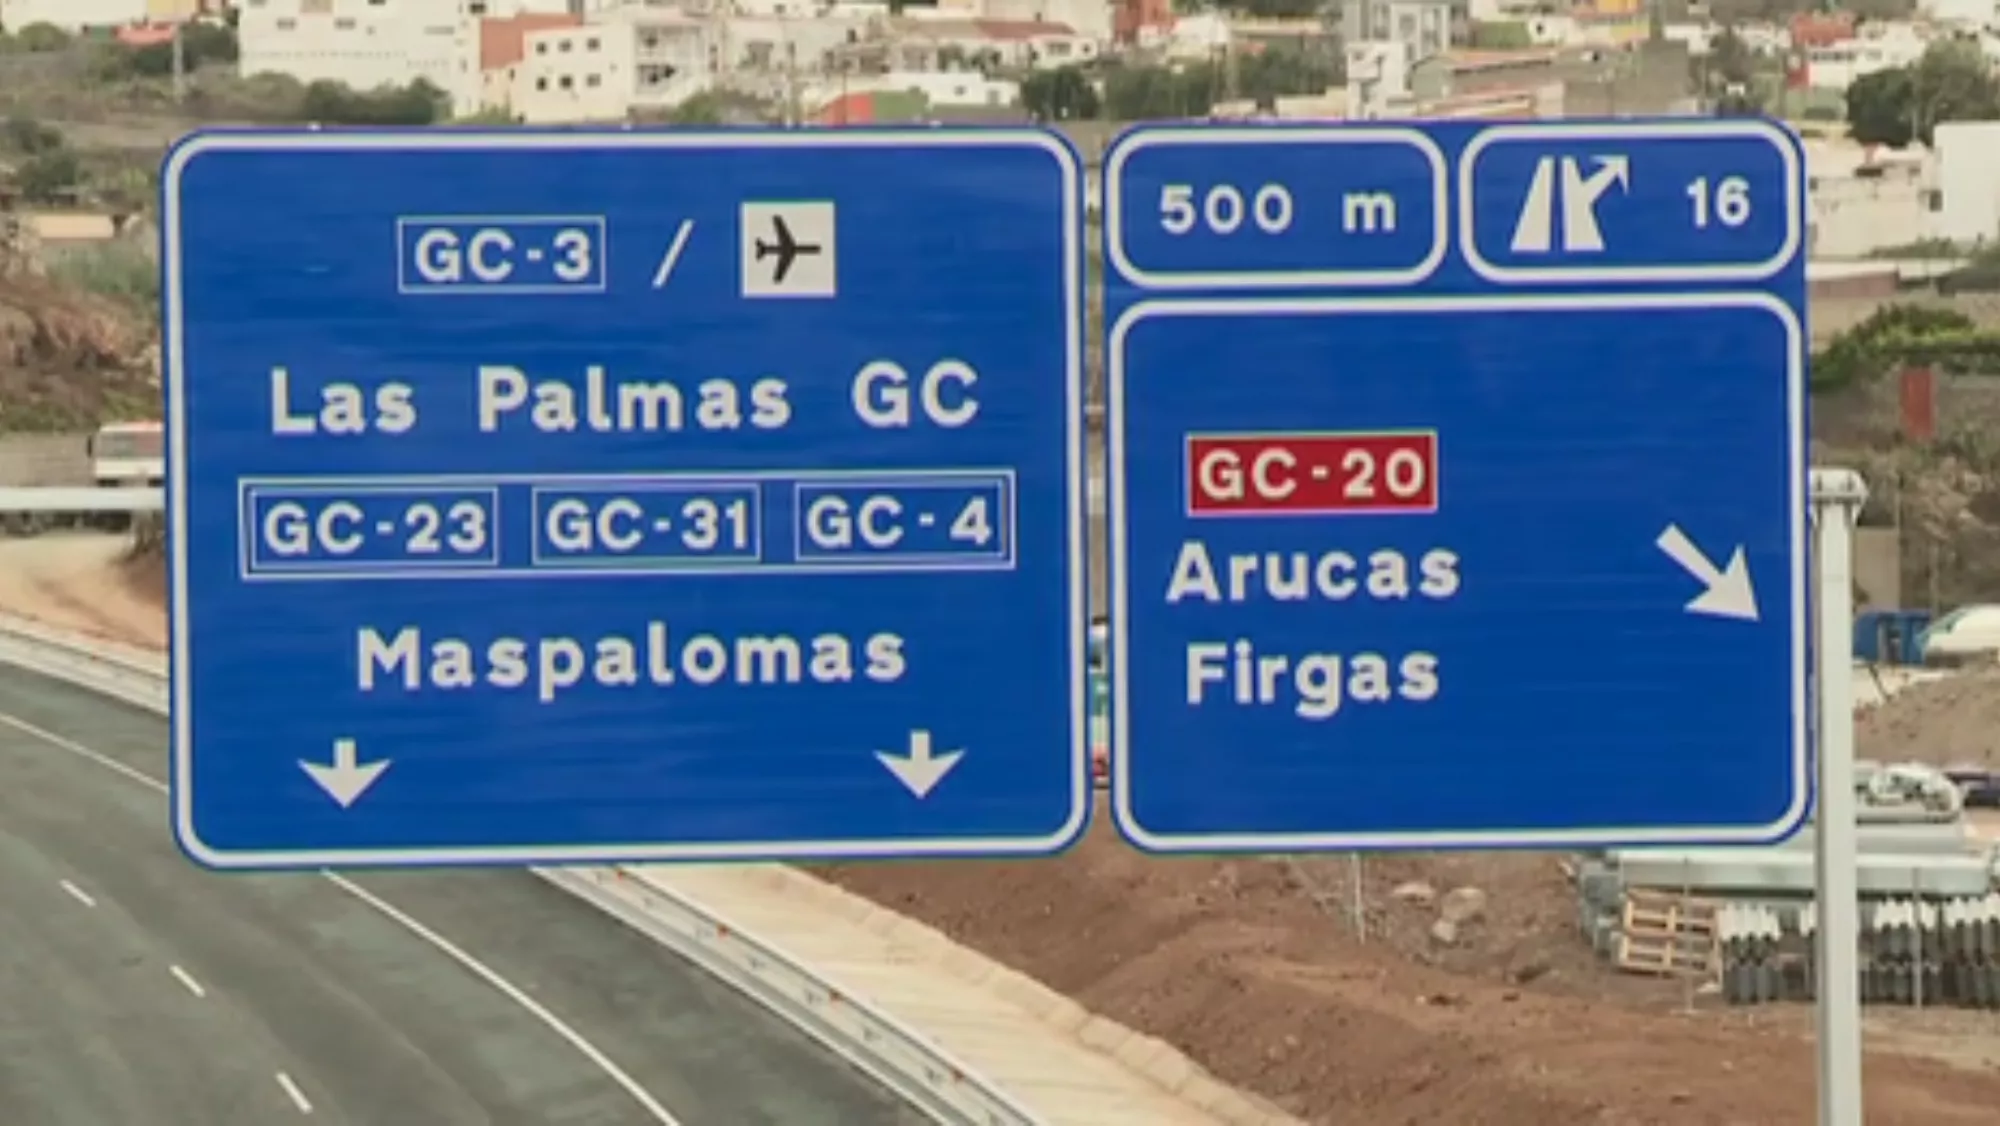 GC-3 /
Las Palmas GC
GC-23 GC-31 GC-4
Maspalomas
500 m
16
GC-20
Arucas
Firgas